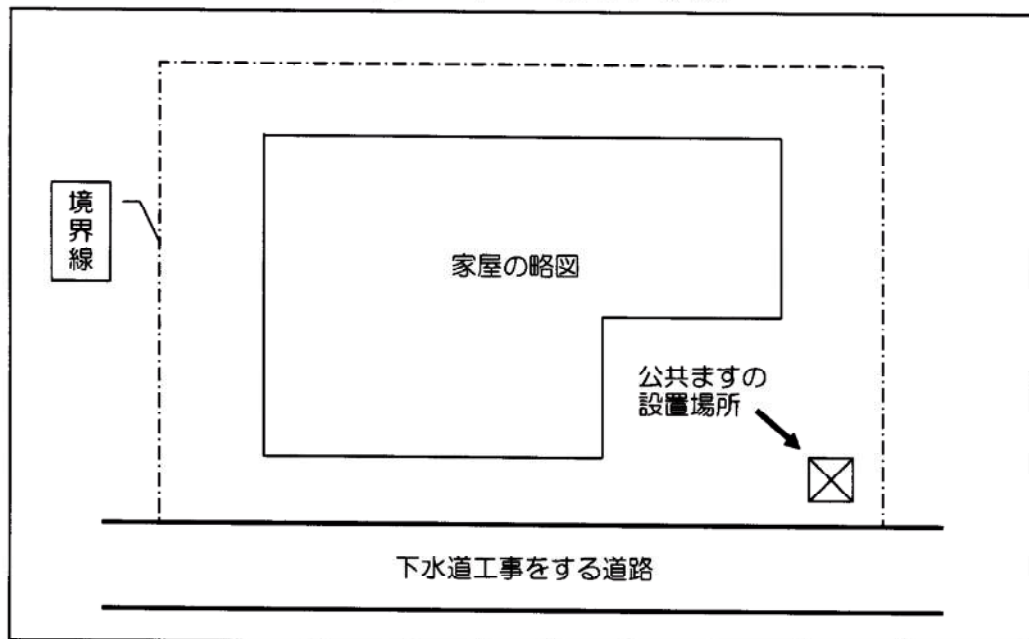 境界線
家屋の略図
公共ますの
設置場所
下水道工事をする道路